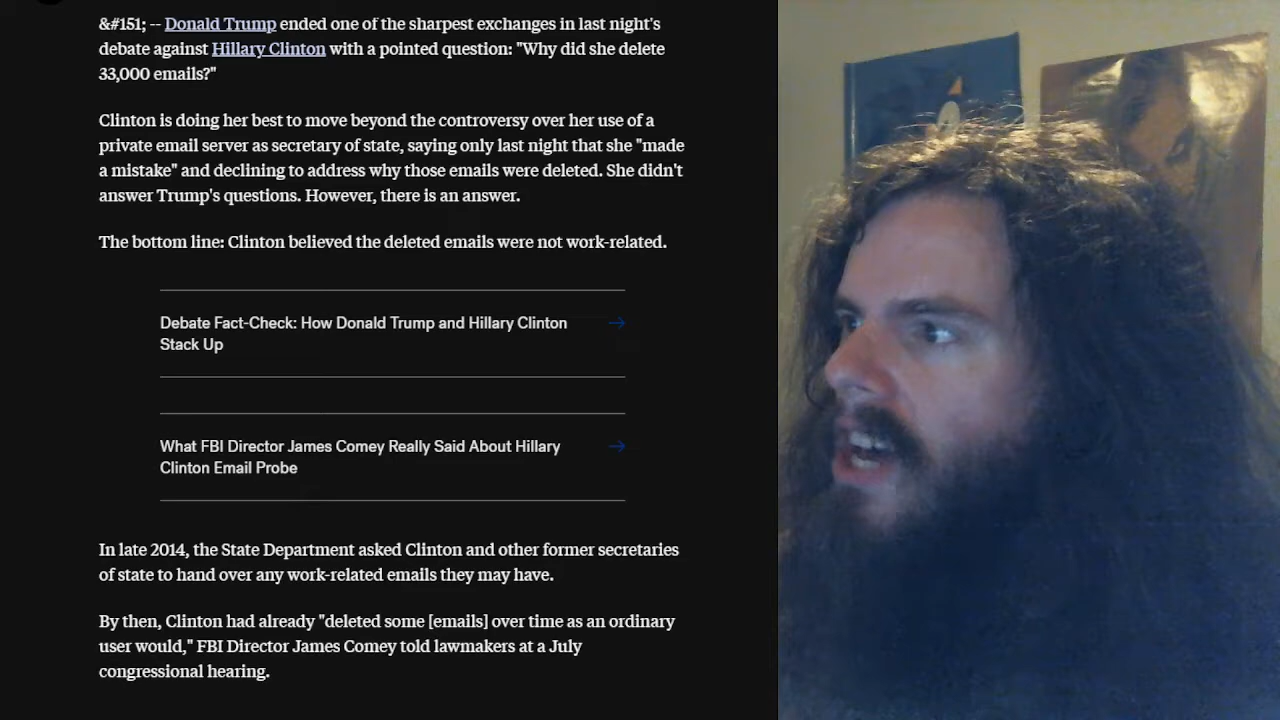 &#151; -- Donald Trump ended one of the sharpest exchanges in last night's
debate against Hillary Clinton with a pointed question: "Why did she delete
33,000 emails?"
Clinton is doing her best to move beyond the controversy over her use of a
private email server as secretary of state, saying only last night that she "made
a mistake" and declining to address why those emails were deleted. She didn't
answer Trump's questions. However, there is an answer.
The bottom line: Clinton believed the deleted emails were not work-related.
Debate Fact-Check: How Donald Trump and Hillary Clinton
Stack Up
What FBI Director James Comey Really Said About Hillary
Clinton Email Probe
In late 2014, the State Department asked Clinton and other former secretaries
of state to hand over any work-related emails they may have.
By then, Clinton had already "deleted some [emails] over time as an ordinary
user would," FBI Director James Comey told lawmakers at a July
congressional hearing.